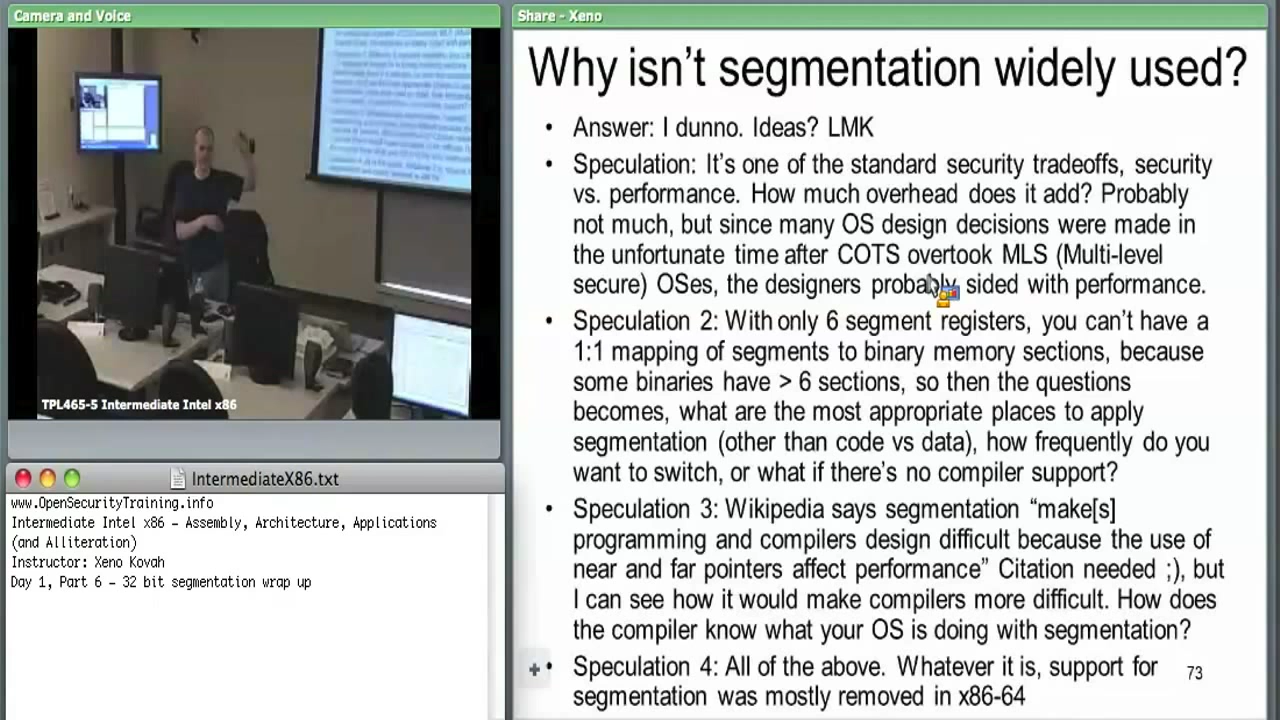 Camera and Voice
TPL465-5 Intermediate Intel x86
IntermediateX86.txt
www.OpenSecurityTraining.info
Intermediate Intel x86 – Assembly, Architecture, Applications
(and Alliteration)
Instructor: Xeno Kovah
Day 1, Part 6 – 32 bit segmentation wrap up
Share - Xeno
Why isn't segmentation widely used?
• Answer: I dunno. Ideas? LMK
• Speculation: It's one of the standard security tradeoffs, security
vs. performance. How much overhead does it add? Probably
not much, but since many OS design decisions were made in
the unfortunate time after COTS overtook MLS (Multi-level
secure) OSes, the designers probably sided with performance.
• Speculation 2: With only 6 segment registers, you can't have a
1:1 mapping of segments to binary memory sections, because
some binaries have > 6 sections, so then the questions
becomes, what are the most appropriate places to apply
segmentation (other than code vs data), how frequently do you
want to switch, or what if there's no compiler support?
• Speculation 3: Wikipedia says segmentation “make[s]
programming and compilers design difficult because the use of
near and far pointers affect performance” Citation needed ;), but
I can see how it would make compilers more difficult. How does
the compiler know what your OS is doing with segmentation?
• Speculation 4: All of the above. Whatever it is, support for
segmentation was mostly removed in x86-64
73